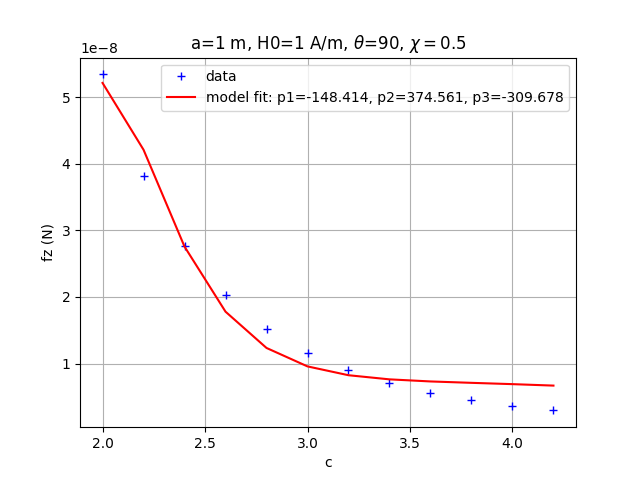 a=1 m, H0=1 A/m, θ=90, χ = 0.5
1e−8
data
model fit: p1=-148.414, p2=374.561, p3=-309.678
fz (N)
5
4
3
2
1
2.0 2.5 3.0 3.5 4.0
c